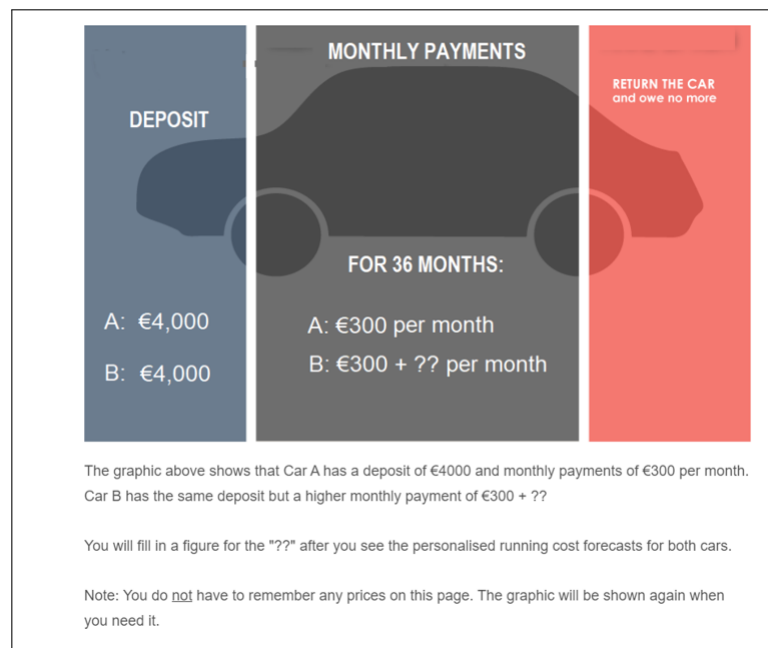 MONTHLY PAYMENTS
RETURN THE CAR
and owe no more
DEPOSIT
FOR 36 MONTHS:
A: €4,000
A: €300 per month
B: €4,000
B: €300 + ?? per month
The graphic above shows that Car A has a deposit of €4000 and monthly payments of €300 per month.
Car B has the same deposit but a higher monthly payment of €300 + ??
You will fill in a figure for the "??" after you see the personalised running cost forecasts for both cars.
Note: You do not have to remember any prices on this page. The graphic will be shown again when
you need it.